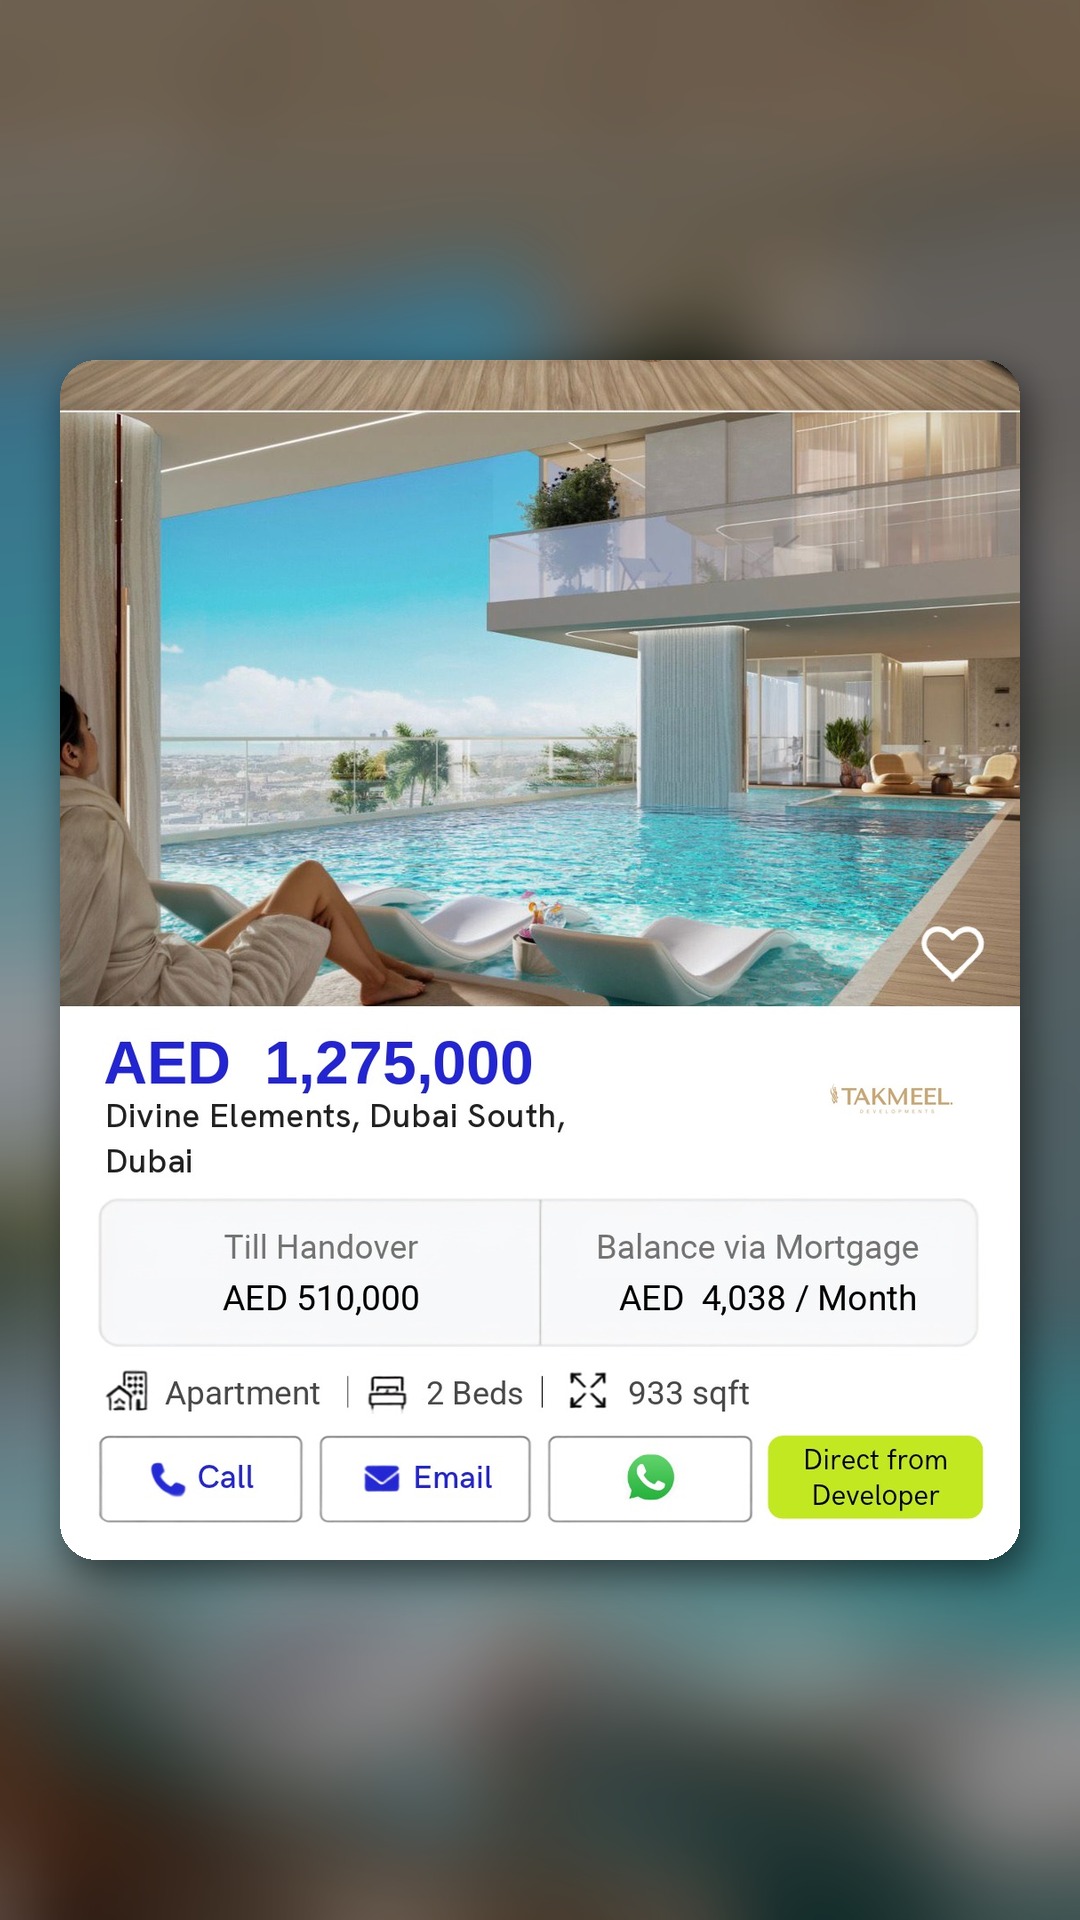 AED 1,275,000
Divine Elements, Dubai South,
Dubai
TAKMEEL.
DEVELOPMENTS
Till Handover
AED 510,000
Balance via Mortgage
AED 4,038 / Month
Apartment
2 Beds
933 sqft
Call
Email
Direct from
Developer